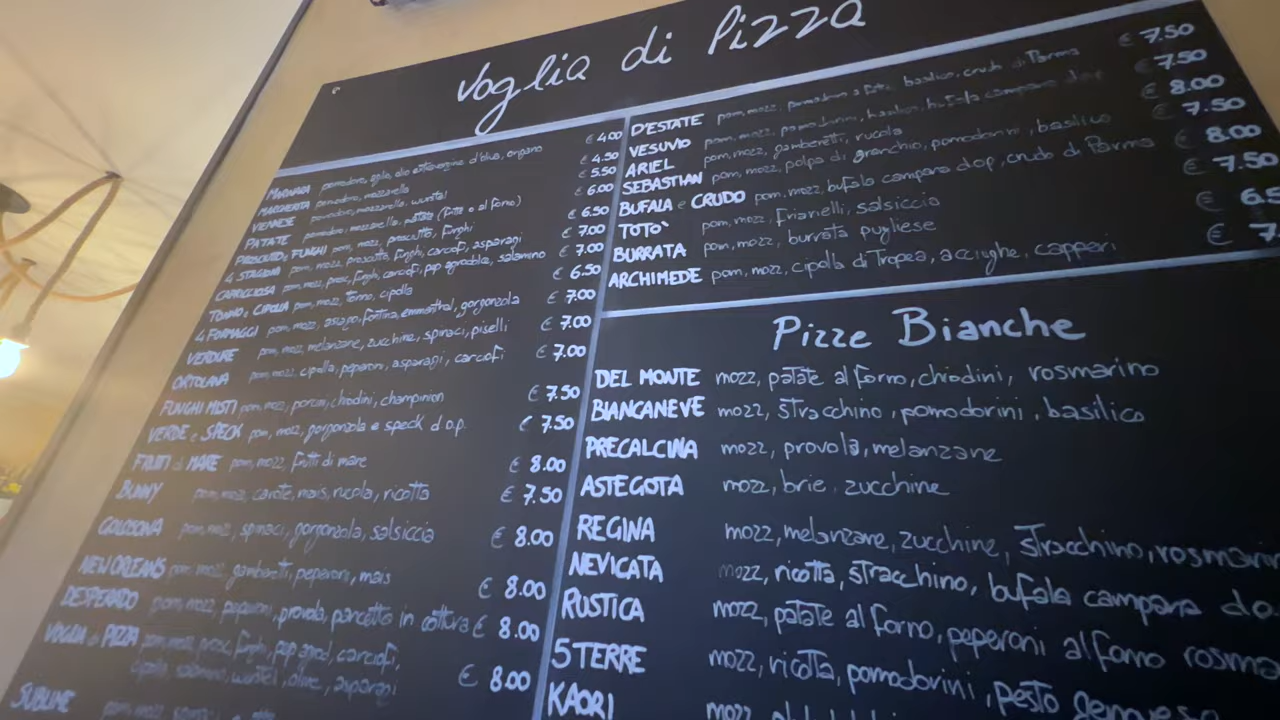 Voglia di Pizza
MARINARA pomodoro, aglio, olio extravergine d'oliva, origano € 4.00
MARGHERITA pomodoro, mozzarella € 4.50
VIENNESE pomodoro, mozzarella, wurstel € 5.50
PATATE pomodoro, mozzarella, patate (fritte o al forno) € 6.00
PROSCIUTTO e FUNGHI pom, mozz, prosciutto, funghi € 6.50
4 STAGIONI pom, mozz, prosciutto, funghi, carciofi, asparagi € 7.00
CAPRICCIOSA pom, mozz, prosc, funghi, carciofi, pep, salamino € 7.00
TONNO e CIPOLLA pom, mozz, tonno, cipolla € 6.50
4 FORMAGGI pom, mozz, asiago, fontina, emmenthal, gorgonzola € 7.00
VERDURE pom, mozz, melanzane, zucchine, spinaci, piselli € 7.00
ORTOLANA pom, mozz, cipolla, peperoni, asparagi, carciofi € 7.00
FUNGHI MISTI pom, mozz, porcini, chiodini, champinion € 7.50
VERDE e SPECK pom, mozz, gorgonzola e speck d.o.p. € 7.50
FRUTTI di MARE pom, mozz, frutti di mare € 8.00
BUNNY pom, mozz, carote, mais, rucola, ricotta € 7.50
GOLOSONA pom, mozz, spinaci, gorgonzola, salsiccia € 8.00
NEW ORLEANS pom, mozz, gamberetti, peperoni, mais € 8.00
DESPERADO pom, mozz, peperoni, provola, pancetta in cottura € 8.00
VOGLIA di PIZZA pom, mozz, prosc, funghi, pep, carciofi,
cipolla, salamino, wurstel, olive, asparagi € 8.00
SUBLIME pom, mozz, spinaci
D'ESTATE pom, mozz, pomodoro a fette, basilico, crudo di Parma € 7.50
VESUVIO pom, mozz, pomodorini, basilico, bufala campana dop € 7.50
ARIEL pom, mozz, gamberetti, rucola € 8.00
SEBASTIAN pom, mozz, polpa di granchio, pomodorini, basilico € 7.50
BUFALA e CRUDO pom, mozz, bufala campana dop, crudo di Parma € 8.00
TOTO' pom, mozz, friarielli, salsiccia € 7.50
BURRATA pom, mozz, burrata pugliese € 6.5
ARCHIMEDE pom, mozz, cipolla di Tropea, acciughe, capperi € 7.
Pizze Bianche
DEL MONTE mozz, patate al forno, chiodini, rosmarino
BIANCANEVE mozz, stracchino, pomodorini, basilico
PRECALCINA mozz, provola, melanzane
ASTEGOTA mozz, brie, zucchine
REGINA mozz, melanzane, zucchine, stracchino, rosmarin
NEVICATA mozz, ricotta, stracchino, bufala campana do
RUSTICA mozz, patate al forno, peperoni al forno rosma
5 TERRE mozz, ricotta, pomodorini, pesto genovese
KAORI mozz,